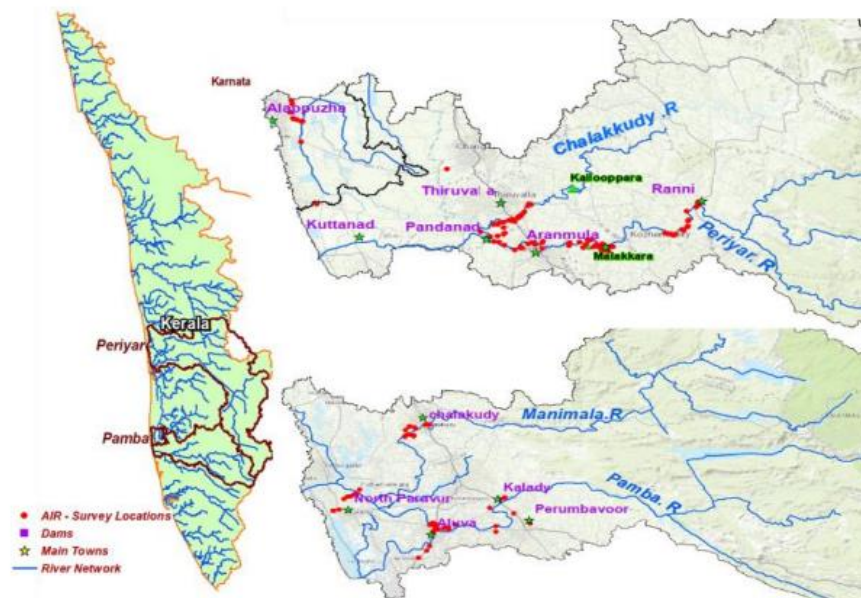 Karnata
Kerala
Periyar
Pamba
AIR - Survey Locations
Dams
Main Towns
River Network
Alappuzha
Chalakkudy .R
Kallooppara
Ranni
Kuttanad
Pandanad
Aranmula
Malakkara
Periyar. R
chalakudy
Manimala.R
North Paravur
Kalady
Pamba. R
Perumbavoor
Aluva